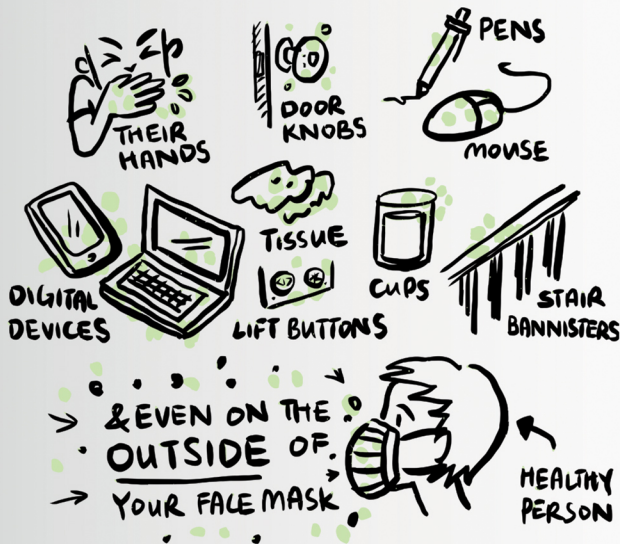 THEIR
HANDS
DOOR
KNOBS
PENS
MOUSE
DIGITAL
DEVICES
TISSUE
LIFT BUTTONS
CUPS
STAIR
BANNISTERS
& EVEN ON THE
OUTSIDE OF.
YOUR FACE MASK
HEALTHY
PERSON